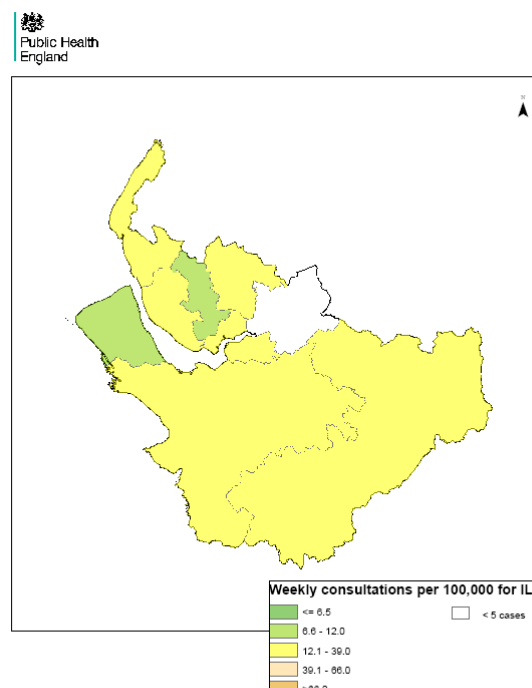 Public Health
England
N
Weekly consultations per 100,000 for IL
<= 6.5
< 5 cases
6.6 - 12.0
12.1 - 39.0
39.1 - 66.0